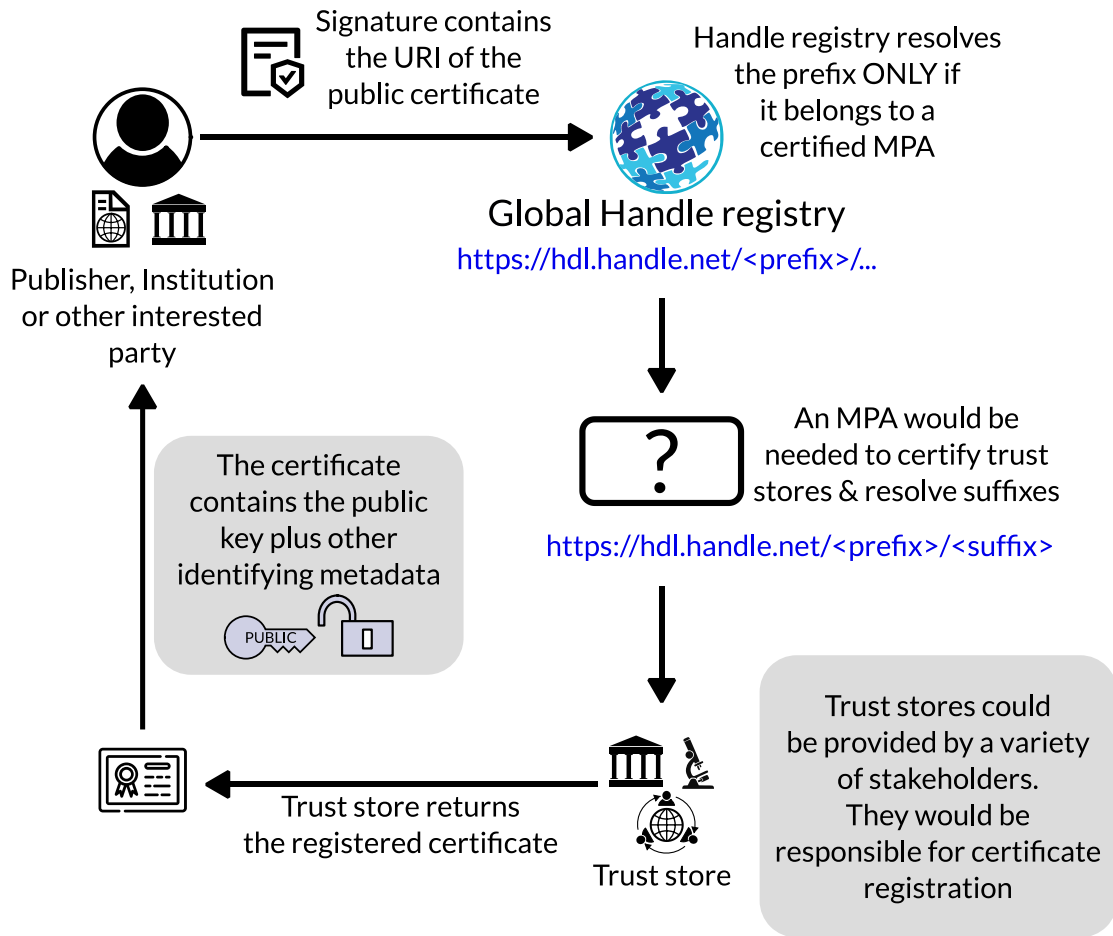 Signature contains
the URI of the
public certificate
Handle registry resolves
the prefix ONLY if
it belongs to a
certified MPA
Global Handle registry
https://hdl.handle.net/<prefix>/...
Publisher, Institution
or other interested
party
?
An MPA would be
needed to certify trust
stores & resolve suffixes
https://hdl.handle.net/<prefix>/<suffix>
The certificate
contains the public
key plus other
identifying metadata
PUBLIC
Trust stores could
be provided by a variety
of stakeholders.
They would be
responsible for certificate
registration
Trust store returns
the registered certificate
Trust store